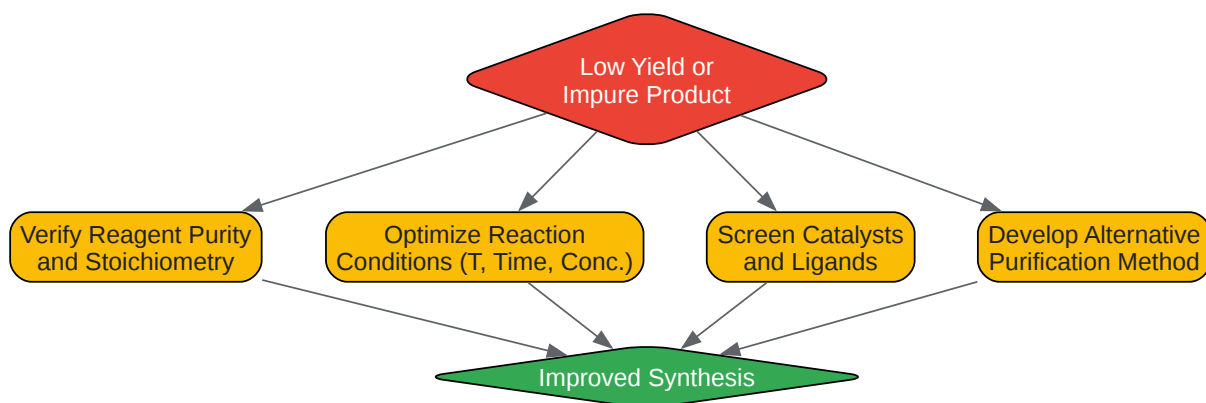 Low Yield or
Impure Product
Verify Reagent Purity
and Stoichiometry
Optimize Reaction
Conditions (T, Time, Conc.)
Screen Catalysts
and Ligands
Develop Alternative
Purification Method
Improved Synthesis